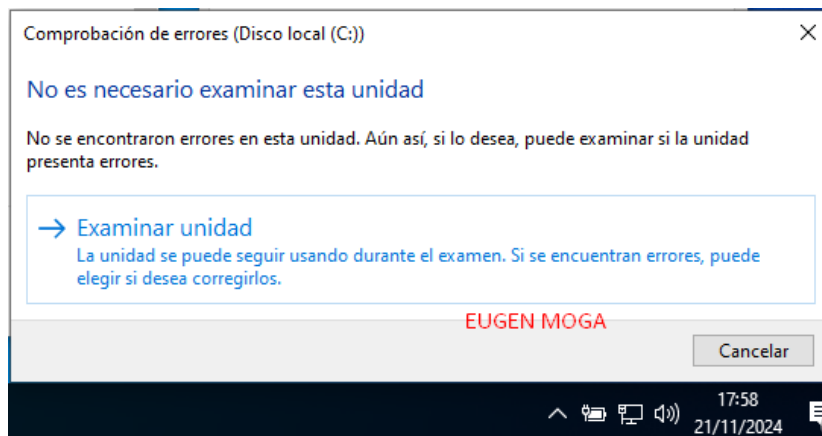 Comprobación de errores (Disco local (C:))
No es necesario examinar esta unidad
No se encontraron errores en esta unidad. Aún así, si lo desea, puede examinar si la unidad
presenta errores.
Examinar unidad
La unidad se puede seguir usando durante el examen. Si se encuentran errores, puede
elegir si desea corregirlos.
EUGEN MOGA
Cancelar
17:58
21/11/2024